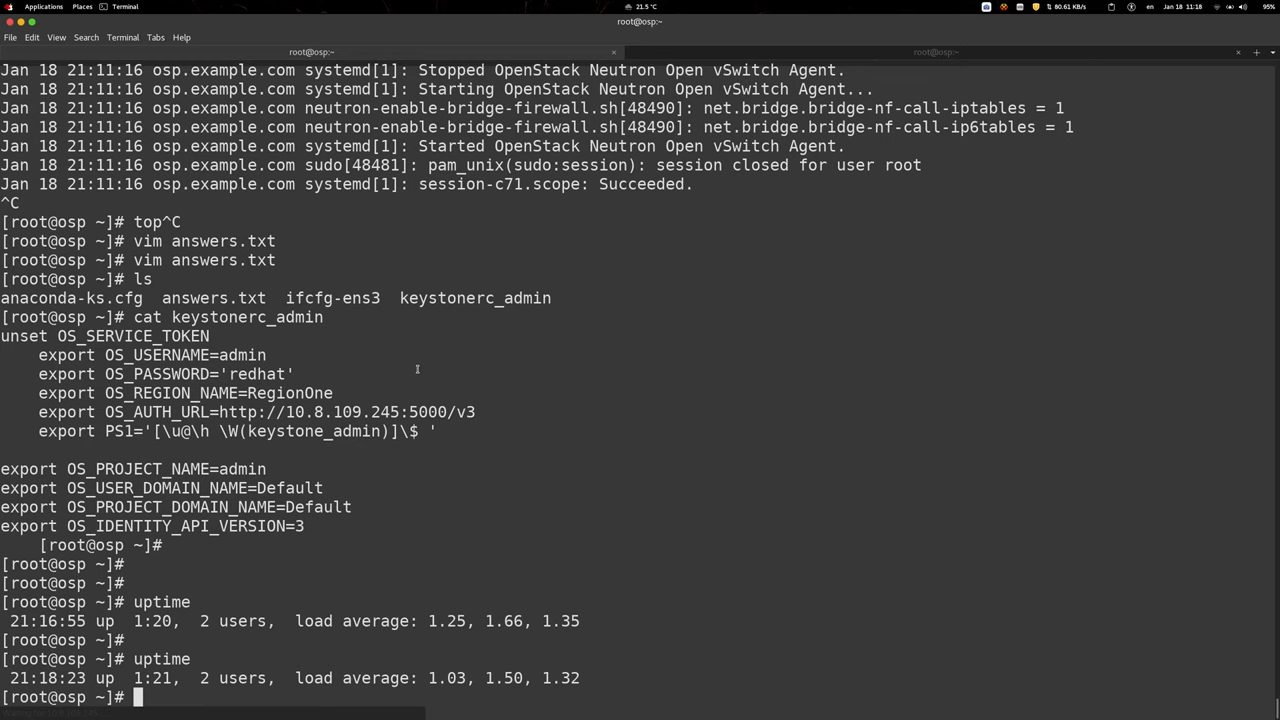 Applications Places Terminal 21.5 °C 80.61 KiB/s en Jan 18 11:18 95%
root@osp:~
File Edit View Search Terminal Tabs Help
root@osp:~ × root@osp:~ ×
Jan 18 21:11:16 osp.example.com systemd[1]: Stopped OpenStack Neutron Open vSwitch Agent.
Jan 18 21:11:16 osp.example.com systemd[1]: Starting OpenStack Neutron Open vSwitch Agent...
Jan 18 21:11:16 osp.example.com neutron-enable-bridge-firewall.sh[48490]: net.bridge.bridge-nf-call-iptables = 1
Jan 18 21:11:16 osp.example.com neutron-enable-bridge-firewall.sh[48490]: net.bridge.bridge-nf-call-ip6tables = 1
Jan 18 21:11:16 osp.example.com systemd[1]: Started OpenStack Neutron Open vSwitch Agent.
Jan 18 21:11:16 osp.example.com sudo[48481]: pam_unix(sudo:session): session closed for user root
Jan 18 21:11:16 osp.example.com systemd[1]: session-c71.scope: Succeeded.
^C
[root@osp ~]# top^C
[root@osp ~]# vim answers.txt
[root@osp ~]# vim answers.txt
[root@osp ~]# ls
anaconda-ks.cfg  answers.txt  ifcfg-ens3  keystonerc_admin
[root@osp ~]# cat keystonerc_admin
unset OS_SERVICE_TOKEN
    export OS_USERNAME=admin
    export OS_PASSWORD='redhat'
    export OS_REGION_NAME=RegionOne
    export OS_AUTH_URL=http://10.8.109.245:5000/v3
    export PS1='[\u@\h \W(keystone_admin)]\$ '
export OS_PROJECT_NAME=admin
export OS_USER_DOMAIN_NAME=Default
export OS_PROJECT_DOMAIN_NAME=Default
export OS_IDENTITY_API_VERSION=3
    [root@osp ~]#
[root@osp ~]#
[root@osp ~]#
[root@osp ~]# uptime
 21:16:55 up  1:20,  2 users,  load average: 1.25, 1.66, 1.35
[root@osp ~]#
[root@osp ~]# uptime
 21:18:23 up  1:21,  2 users,  load average: 1.03, 1.50, 1.32
[root@osp ~]#